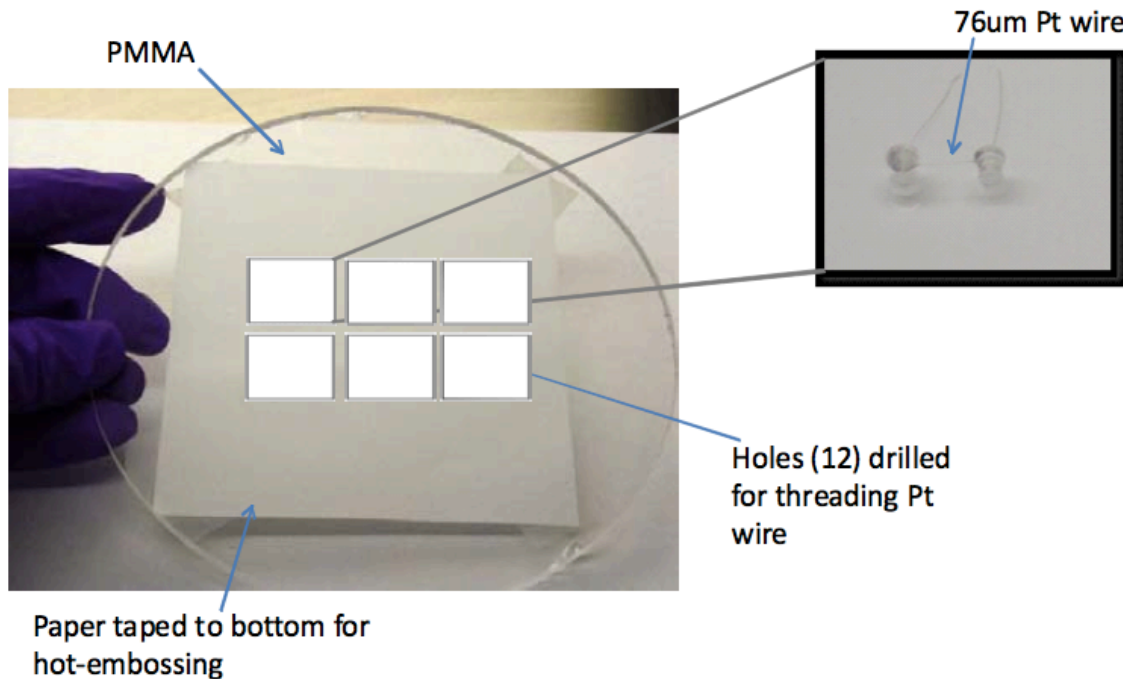 76um Pt wire
PMMA
Holes (12) drilled
for threading Pt
wire
Paper taped to bottom for
hot-embossing